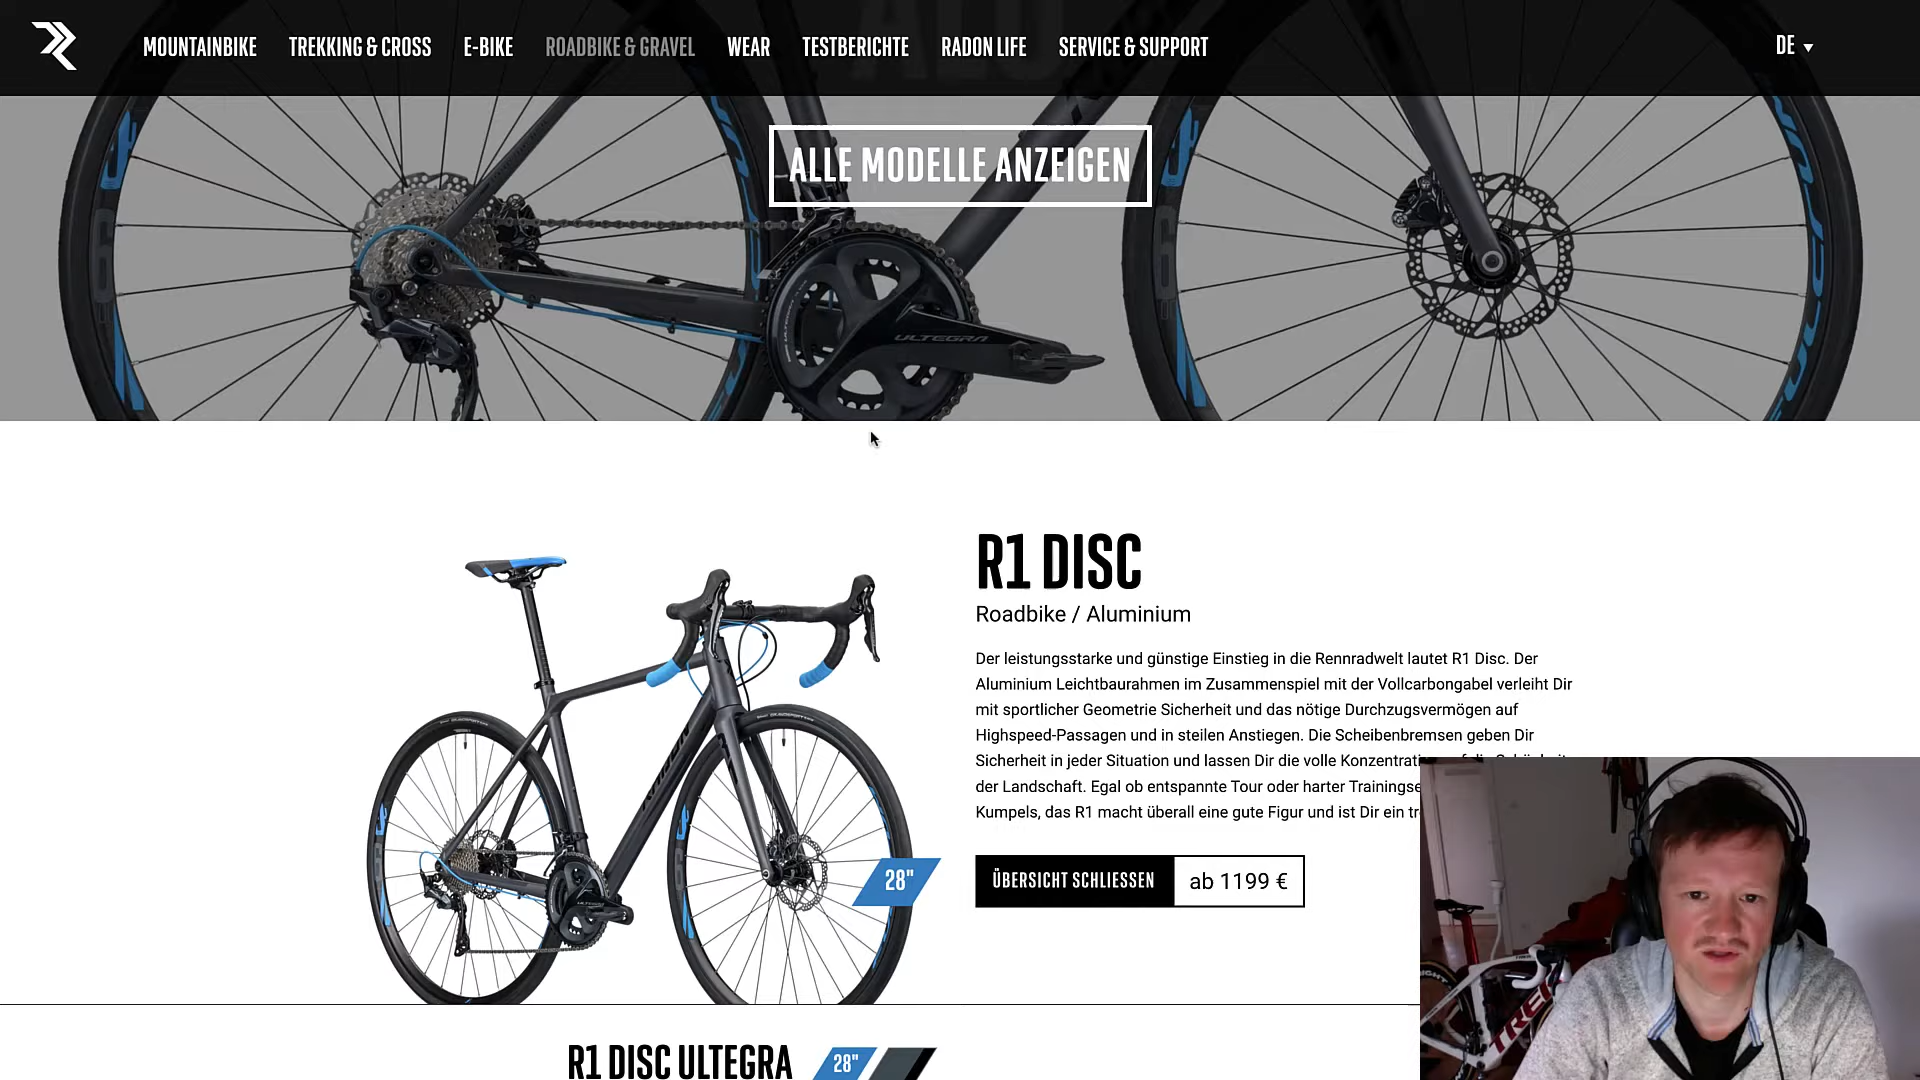 MOUNTAINBIKE TREKKING & CROSS E-BIKE ROADBIKE & GRAVEL WEAR TESTBERICHTE RADON LIFE SERVICE & SUPPORT DE
ALLE MODELLE ANZEIGEN
ULTEGRA
R1 DISC
Roadbike / Aluminium
Der leistungsstarke und günstige Einstieg in die Rennradwelt lautet R1 Disc. Der
Aluminium Leichtbaurahmen im Zusammenspiel mit der Vollcarbongabel verleiht Dir
mit sportlicher Geometrie Sicherheit und das nötige Durchzugsvermögen auf
Highspeed-Passagen und in steilen Anstiegen. Die Scheibenbremsen geben Dir
Sicherheit in jeder Situation und lassen Dir die volle
der Landschaft. Egal ob entspannte Tour oder harter
Kumpels, das R1 macht überall eine gute Figur und ist Dir ein
28"
ÜBERSICHT SCHLIESSEN ab 1199 €
R1 DISC ULTEGRA 28"
TREK